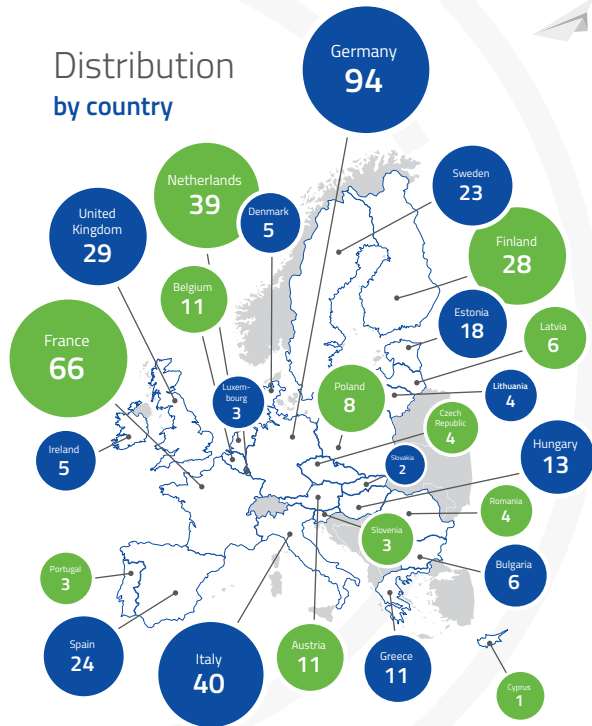 Distribution
by country
Germany
94
Netherlands
39
Denmark
5
Sweden
23
United
Kingdom
29
Finland
28
Belgium
11
Estonia
18
Latvia
6
France
66
Luxem-
bourg
3
Poland
8
Lithuania
4
Czech
Republic
4
Ireland
5
Slovakia
2
Hungary
13
Romania
4
Slovenia
3
Bulgaria
6
Portugal
3
Spain
24
Italy
40
Austria
11
Greece
11
Cyprus
1